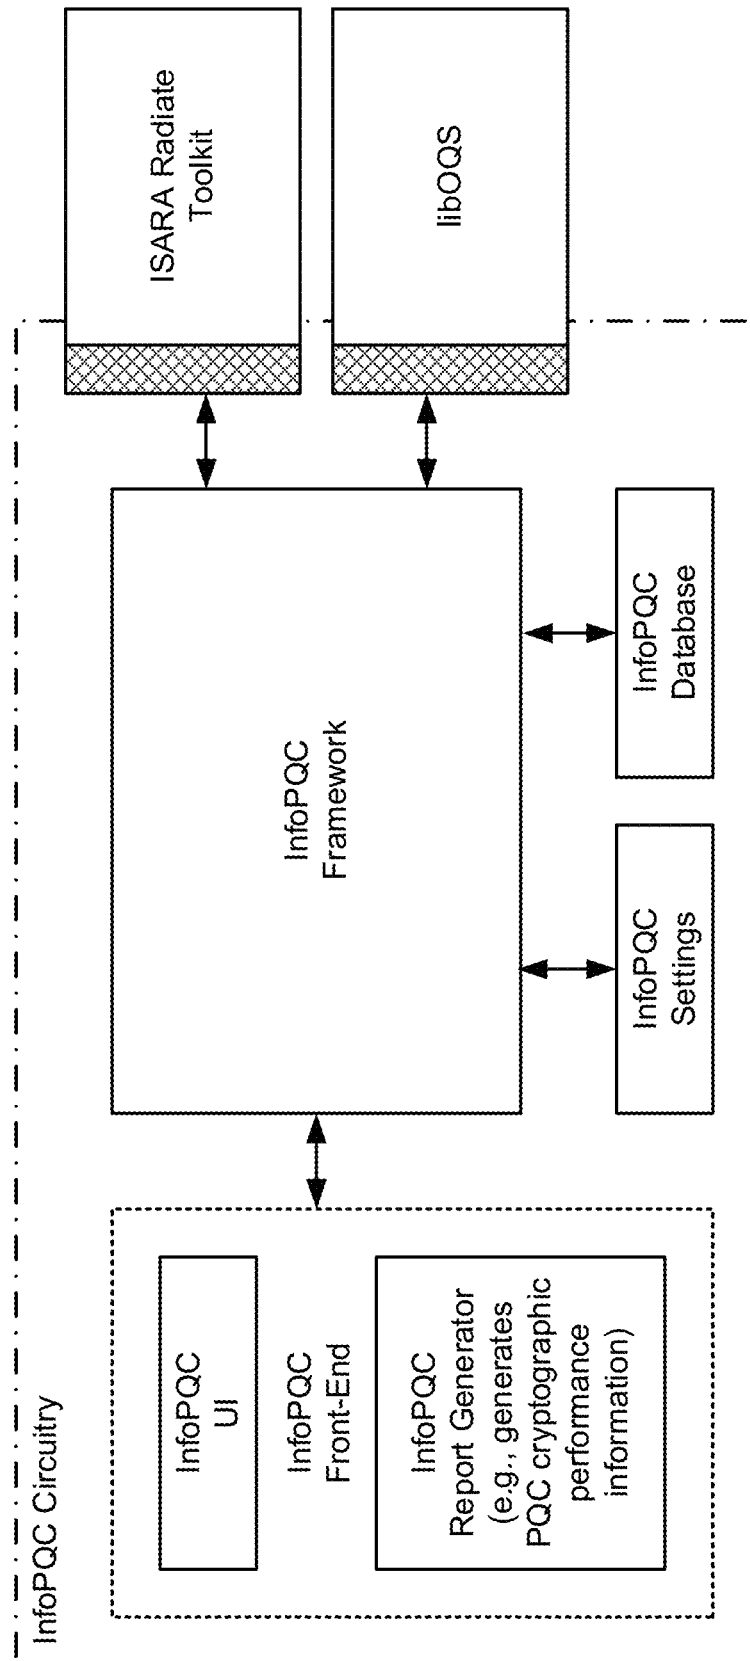 InfoPQC Circuitry
InfoPQC
UI
InfoPQC
Front-End
InfoPQC
Report Generator
(e.g., generates
PQC cryptographic
performance
information)
InfoPQC
Framework
InfoPQC
Settings
InfoPQC
Database
ISARA Radiate
Toolkit
libOQS